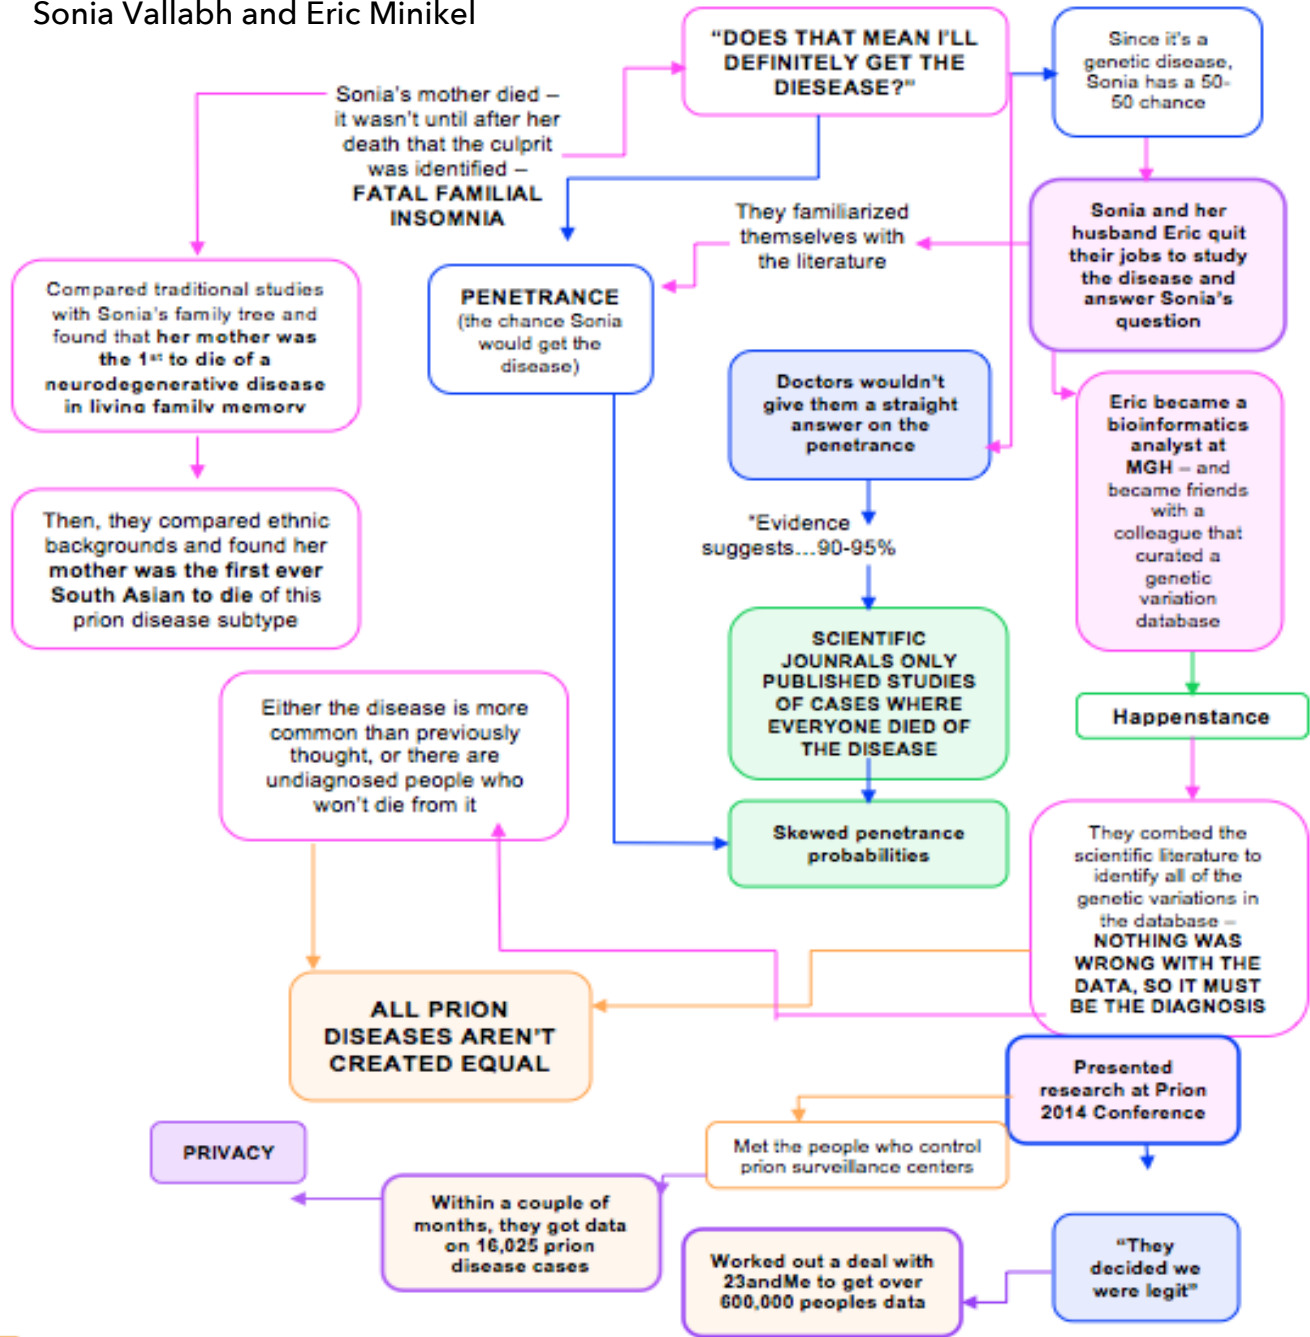 Sonia Vallabh and Eric Minikel
“DOES THAT MEAN I’LL
DEFINITELY GET THE
DIESEASE?”
Since it’s a
genetic disease,
Sonia has a 50-
50 chance
Sonia’s mother died –
it wasn’t until after her
death that the culprit
was identified –
FATAL FAMILIAL
INSOMNIA
They familiarized
themselves with
the literature
Sonia and her
husband Eric quit
their jobs to study
the disease and
answer Sonia’s
question
Compared traditional studies
with Sonia’s family tree and
found that her mother was
the 1st to die of a
neurodegenerative disease
in living family memory
PENETRANCE
(the chance Sonia
would get the
disease)
Doctors wouldn’t
give them a straight
answer on the
penetrance
Eric became a
bioinformatics
analyst at
MGH – and
became friends
with a
colleague that
curated a
genetic
variation
database
Then, they compared ethnic
backgrounds and found her
mother was the first ever
South Asian to die of this
prion disease subtype
"Evidence
suggests...90-95%
SCIENTIFIC
JOUNRALS ONLY
PUBLISHED STUDIES
OF CASES WHERE
EVERYONE DIED OF
THE DISEASE
Happenstance
Either the disease is more
common than previously
thought, or there are
undiagnosed people who
won’t die from it
Skewed penetrance
probabilities
They combed the
scientific literature to
identify all of the
genetic variations in
the database –
NOTHING WAS
WRONG WITH THE
DATA, SO IT MUST
BE THE DIAGNOSIS
ALL PRION
DISEASES AREN’T
CREATED EQUAL
Presented
research at Prion
2014 Conference
PRIVACY
Met the people who control
prion surveillance centers
Within a couple of
months, they got data
on 16,025 prion
disease cases
Worked out a deal with
23andMe to get over
600,000 peoples data
“They
decided we
were legit”